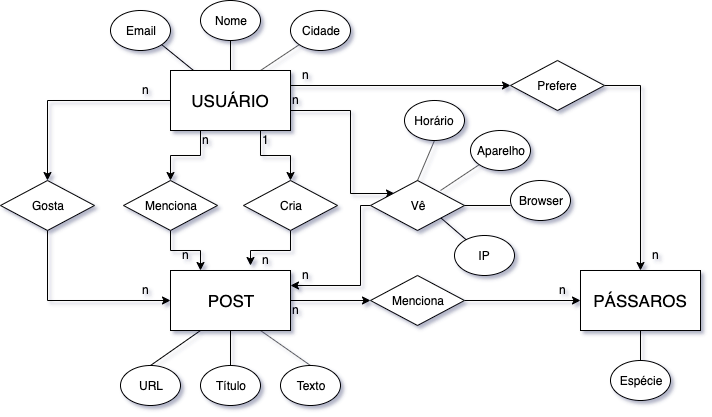 Nome
Email
Cidade
n
USUÁRIO
Prefere
n
n
Horário
n
1
Aparelho
Gosta
Menciona
Cria
Vê
Browser
n
n
IP
n
n
n
n
POST
Menciona
PÁSSAROS
n
URL
Título
Texto
Espécie